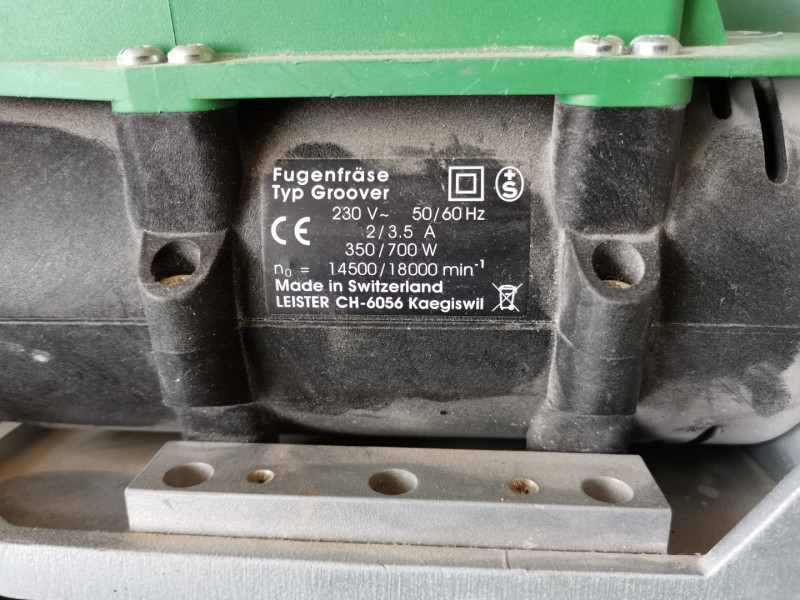 Fugenfräse
Typ Groover
+S
230 V~ 50/60 Hz
CE
2/3.5 A
350/700 W
n₀ = 14500/18000 min⁻¹
Made in Switzerland
LEISTER CH-6056 Kaegiswil